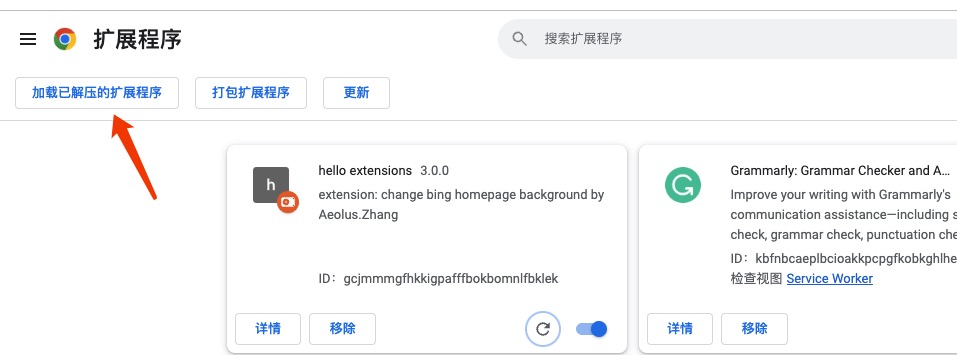 扩展程序
搜索扩展程序
加载已解压的扩展程序
打包扩展程序
更新
h
hello extensions 3.0.0
extension: change bing homepage background by
Aeolus.Zhang
ID：gcjmmmgfhkkigpafffbokbomnlfbklek
详情
移除
Grammarly: Grammar Checker and A...
Improve your writing with Grammarly's
communication assistance—including s
check, grammar check, punctuation che
ID：kbfnbcaeplbcioakkpcpgfkobkghlhe
检查视图 Service Worker
详情
移除